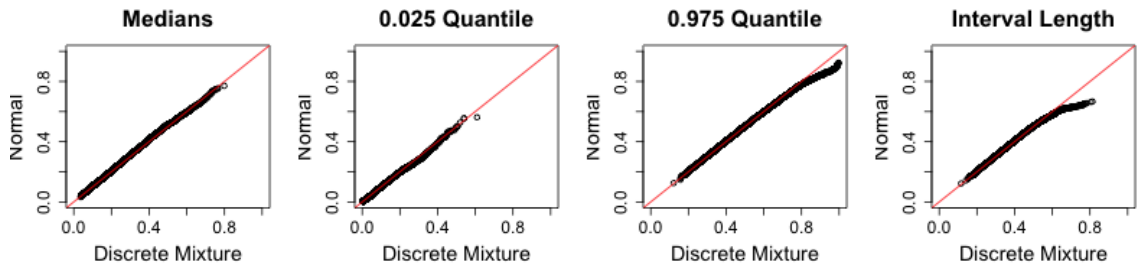 Medians
Normal
0.0 0.4 0.8
0.0 0.4 0.8
Discrete Mixture
0.025 Quantile
Normal
0.0 0.4 0.8
0.0 0.4 0.8
Discrete Mixture
0.975 Quantile
Normal
0.0 0.4 0.8
0.0 0.4 0.8
Discrete Mixture
Interval Length
Normal
0.0 0.4 0.8
0.0 0.4 0.8
Discrete Mixture